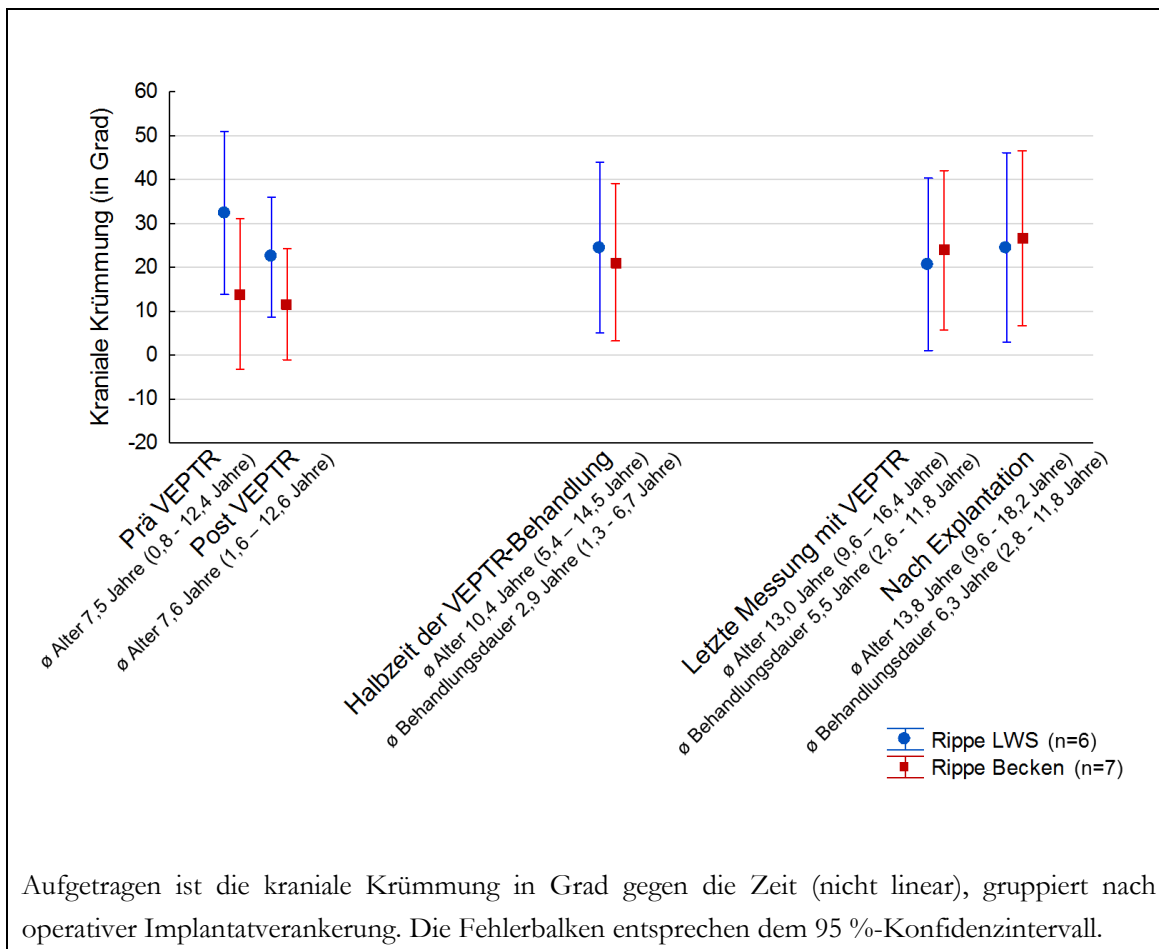 Kraniale Krümmung (in Grad)
60
50
40
30
20
10
0
-10
-20
Prä VEPTR
ø Alter 7,5 Jahre (0,8 - 12,4 Jahre)
Post VEPTR
ø Alter 7,6 Jahre (1,6 – 12,6 Jahre)
Halbzeit der VEPTR-Behandlung
ø Alter 10,4 Jahre (5,4 – 14,5 Jahre)
ø Behandlungsdauer 2,9 Jahre (1,3 - 6,7 Jahre)
Letzte Messung mit VEPTR
ø Alter 13,0 Jahre (9,6 – 16,4 Jahre)
ø Behandlungsdauer 5,5 Jahre (2,6 - 11,8 Jahre)
Nach Explantation
ø Alter 13,8 Jahre (9,6 - 18,2 Jahre)
ø Behandlungsdauer 6,3 Jahre (2,8 - 11,8 Jahre)
Rippe LWS (n=6)
Rippe Becken (n=7)
Aufgetragen ist die kraniale Krümmung in Grad gegen die Zeit (nicht linear), gruppiert nach
operativer Implantatverankerung. Die Fehlerbalken entsprechen dem 95 %-Konfidenzintervall.